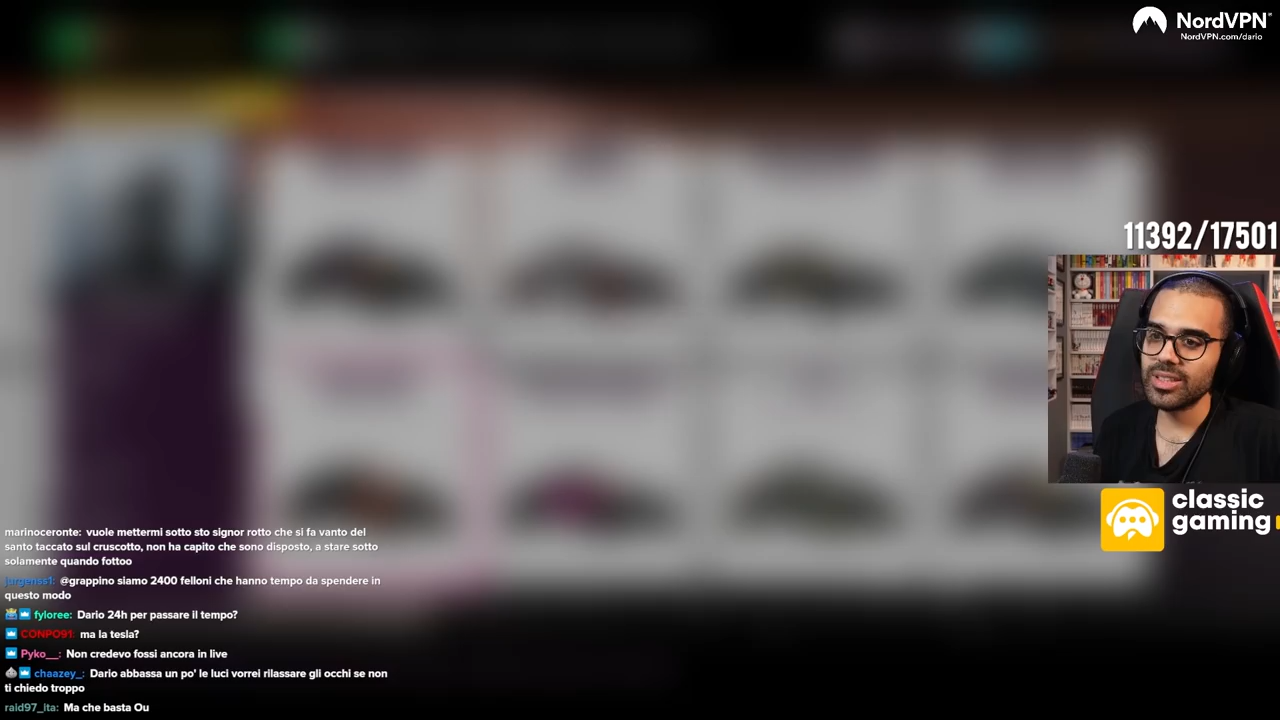 NordVPN
NordVPN.com/dario
11392/17501
classic
gaming
marinoceronte: vuole mettermi sotto sto signor rotto che si fa vanto del
santo taccato sul cruscotto, non ha capito che sono disposto, a stare sotto
solamente quando fottoo
jurgenss1: @grappino siamo 2400 felloni che hanno tempo da spendere in
questo modo
fyloree: Dario 24h per passare il tempo?
CONPO91: ma la tesla?
Pyko__: Non credevo fossi ancora in live
chaazey_: Dario abbassa un po' le luci vorrei rilassare gli occhi se non
ti chiedo troppo
raid97_ita: Ma che basta Ou